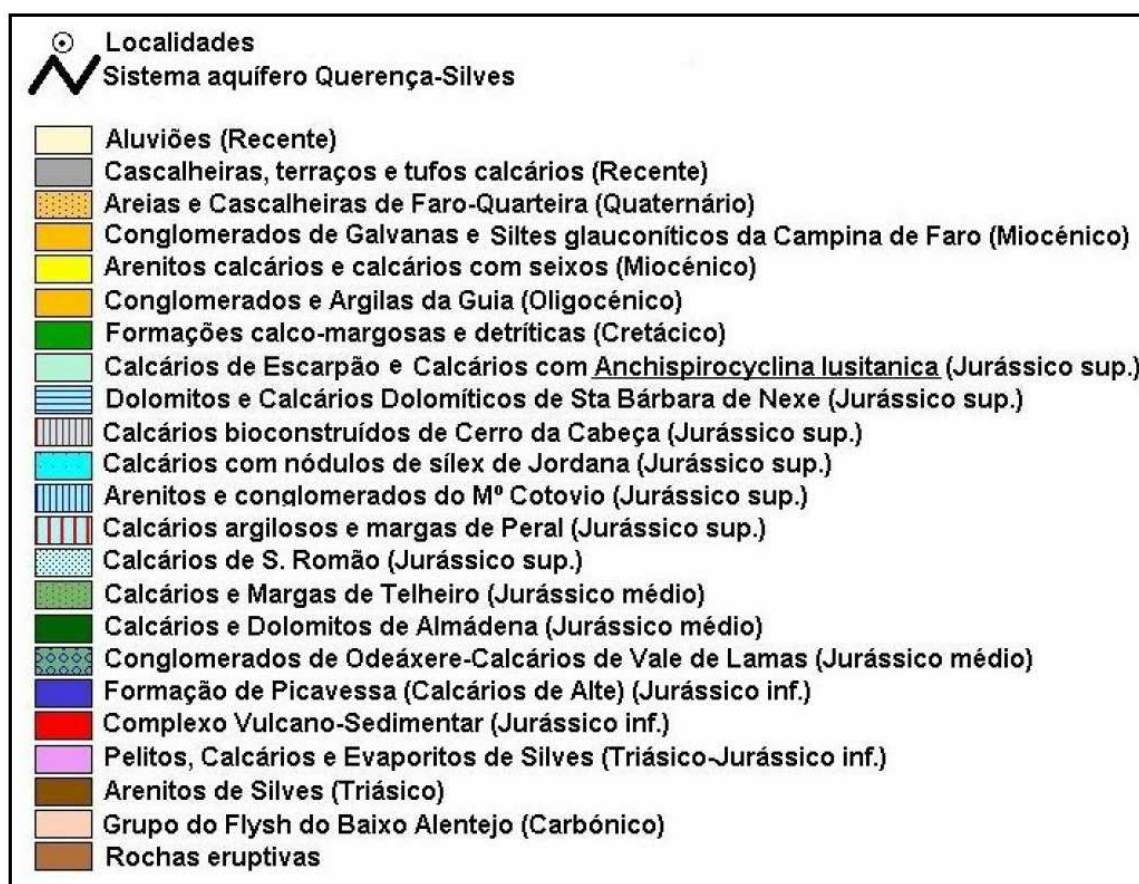 Localidades
Sistema aquífero Querença-Silves
Aluviões (Recente)
Cascalheiras, terraços e tufos calcários (Recente)
Areias e Cascalheiras de Faro-Quarteira (Quaternário)
Conglomerados de Galvanas e Siltes glauconíticos da Campina de Faro (Miocénico)
Arenitos calcários e calcários com seixos (Miocénico)
Conglomerados e Argilas da Guia (Oligocénico)
Formações calco-margosas e detríticas (Cretácico)
Calcários de Escarpão e Calcários com Anchispirocyclina lusitanica (Jurássico sup.)
Dolomitos e Calcários Dolomíticos de Sta Bárbara de Nexe (Jurássico sup.)
Calcários bioconstruídos de Cerro da Cabeça (Jurássico sup.)
Calcários com nódulos de sílex de Jordana (Jurássico sup.)
Arenitos e conglomerados do Mº Cotovio (Jurássico sup.)
Calcários argilosos e margas de Peral (Jurássico sup.)
Calcários de S. Romão (Jurássico sup.)
Calcários e Margas de Telheiro (Jurássico médio)
Calcários e Dolomitos de Almádena (Jurássico médio)
Conglomerados de Odeáxere-Calcários de Vale de Lamas (Jurássico médio)
Formação de Picavessa (Calcários de Alte) (Jurássico inf.)
Complexo Vulcano-Sedimentar (Jurássico inf.)
Pelitos, Calcários e Evaporitos de Silves (Triásico-Jurássico inf.)
Arenitos de Silves (Triásico)
Grupo do Flysh do Baixo Alentejo (Carbónico)
Rochas eruptivas